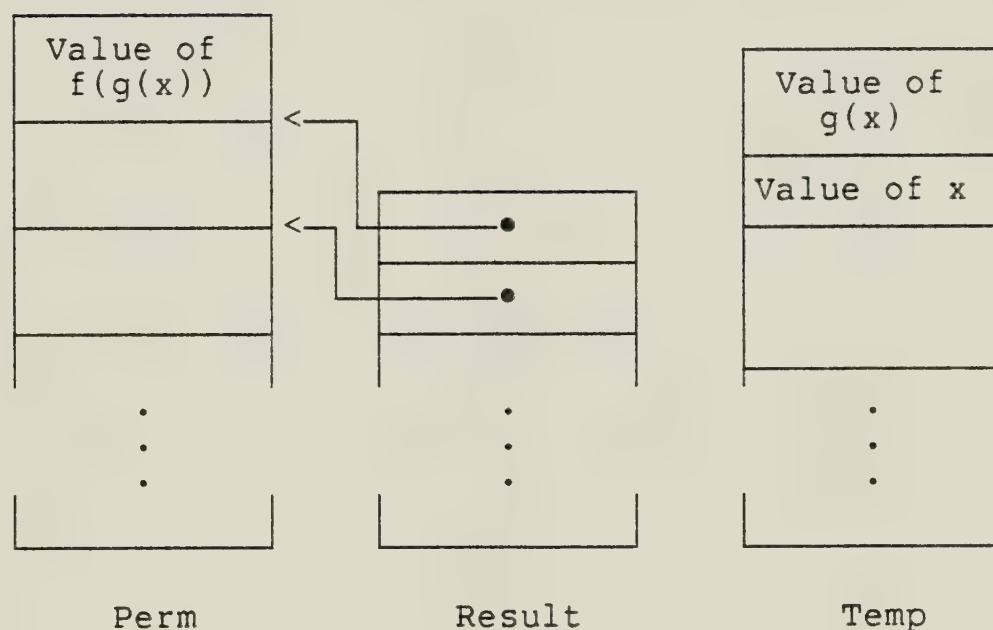 Value of
f(g(x))
Value of
g(x)
Value of x
Perm
Result
Temp